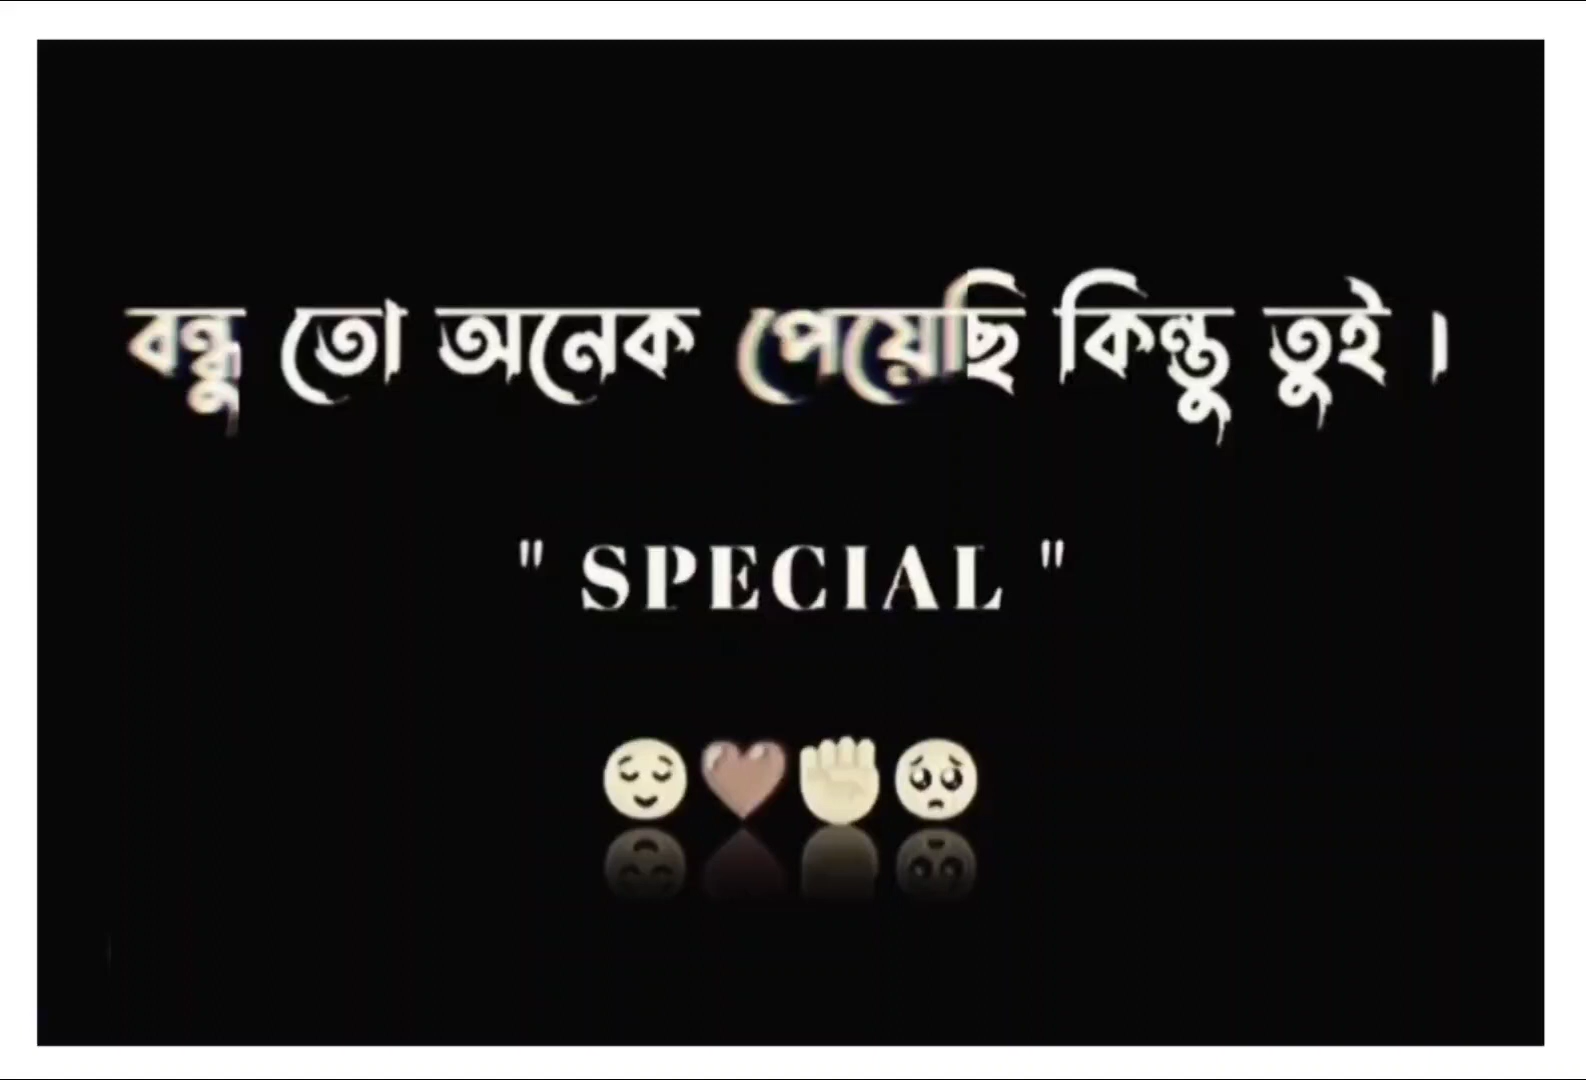 বন্ধু তো অনেক পেয়েছি কিন্তু তুই ।
" SPECIAL "
😌❤️✊🥺